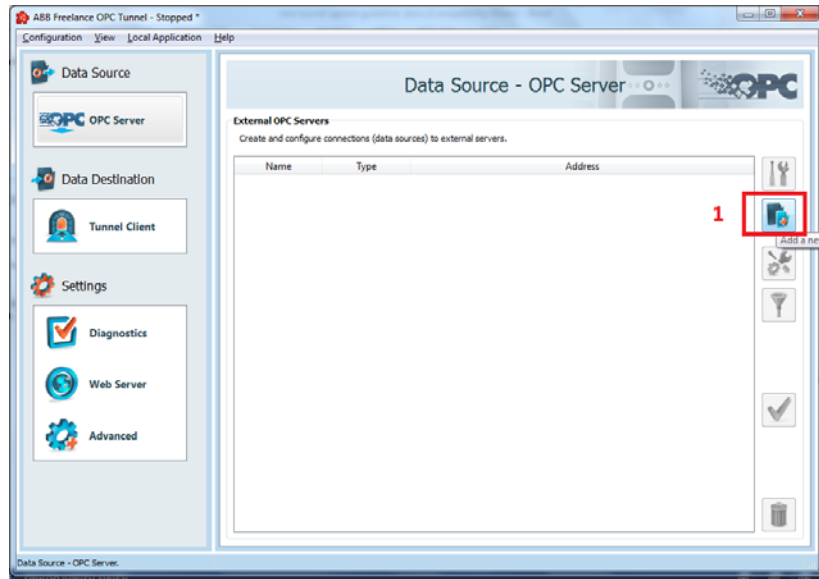 ABB Freelance OPC Tunnel - Stopped *
Configuration View Local Application Help
Data Source
OPC OPC Server
Data Destination
Tunnel Client
Settings
Diagnostics
Web Server
Advanced
Data Source - OPC Server
OPC
External OPC Servers
Create and configure connections (data sources) to external servers.
Name Type Address
1
Add a ne
Data Source - OPC Server.